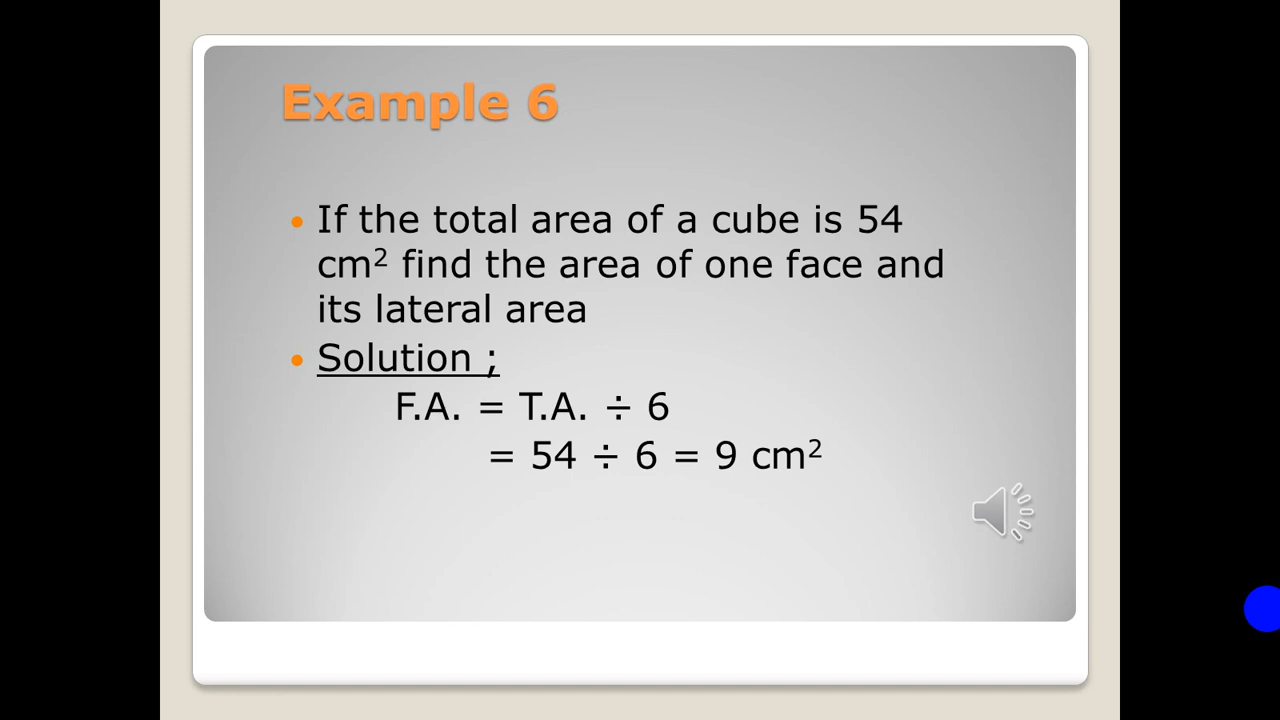 Example 6
• If the total area of a cube is 54
cm² find the area of one face and
its lateral area
• Solution ;
F.A. = T.A. ÷ 6
= 54 ÷ 6 = 9 cm²